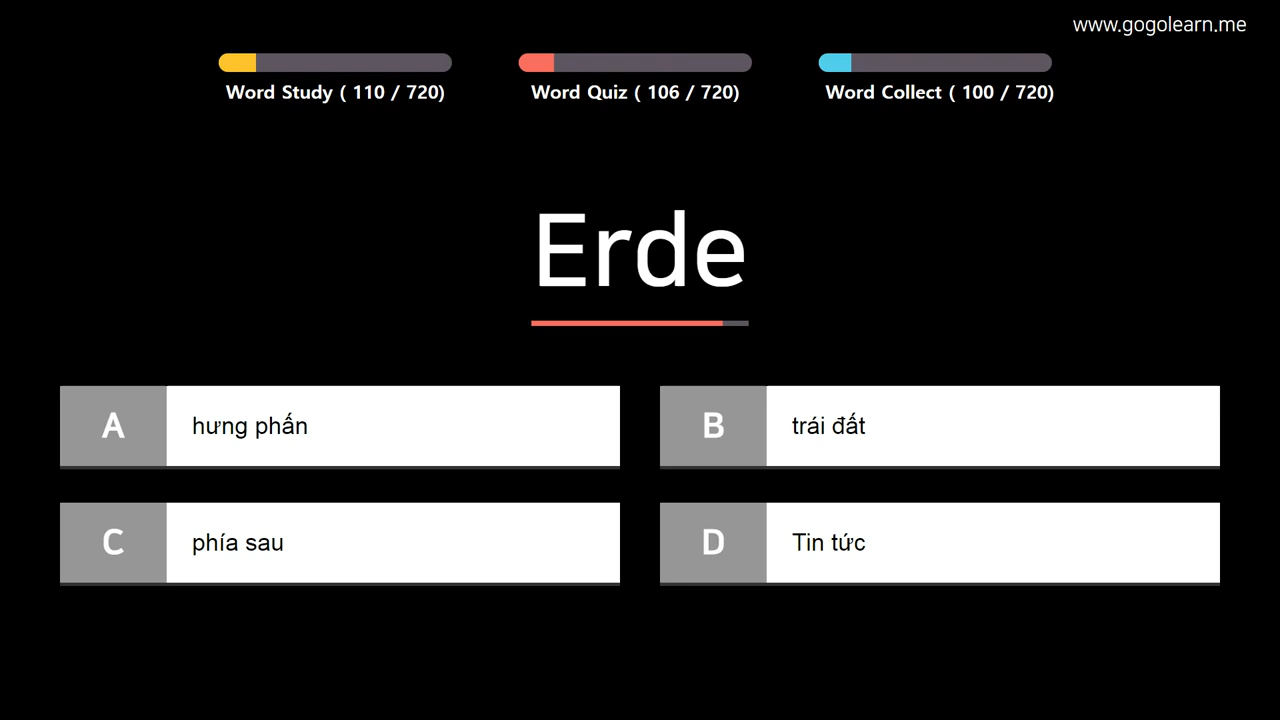 www.gogolearn.me
Word Study ( 110 / 720)
Word Quiz ( 106 / 720)
Word Collect ( 100 / 720)
Erde
A
hưng phấn
B
trái đất
C
phía sau
D
Tin tức